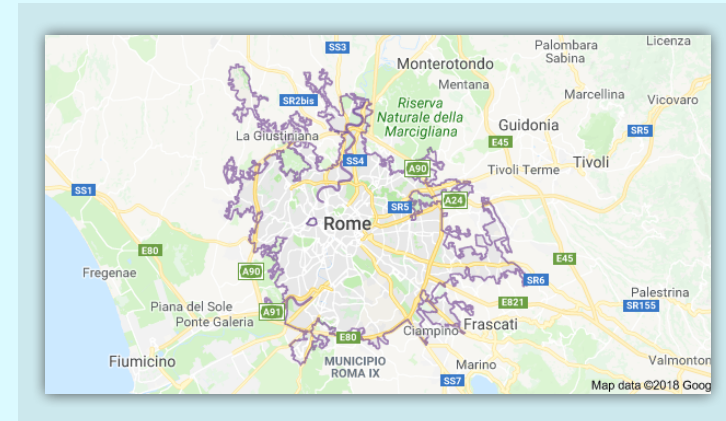 SS3
Palombara
Sabina
Licenza
Monterotondo
Mentana
SR2bis
Marcellina
Vicovaro
Riserva
Naturale della
Marcigliana
Guidonia
SR5
La Giustiniana
E45
SS4
Tivoli
A90
Tivoli Terme
SS1
SR5
A24
Rome
E80
E45
Fregenae
A90
SR6
Palestrina
Piana del Sole
A91
E821
SR155
Ponte Galeria
Ciampino
Frascati
E80
Fiumicino
MUNICIPIO
ROMA IX
Marino
Valmonton
SS7
Map data ©2018 Goog